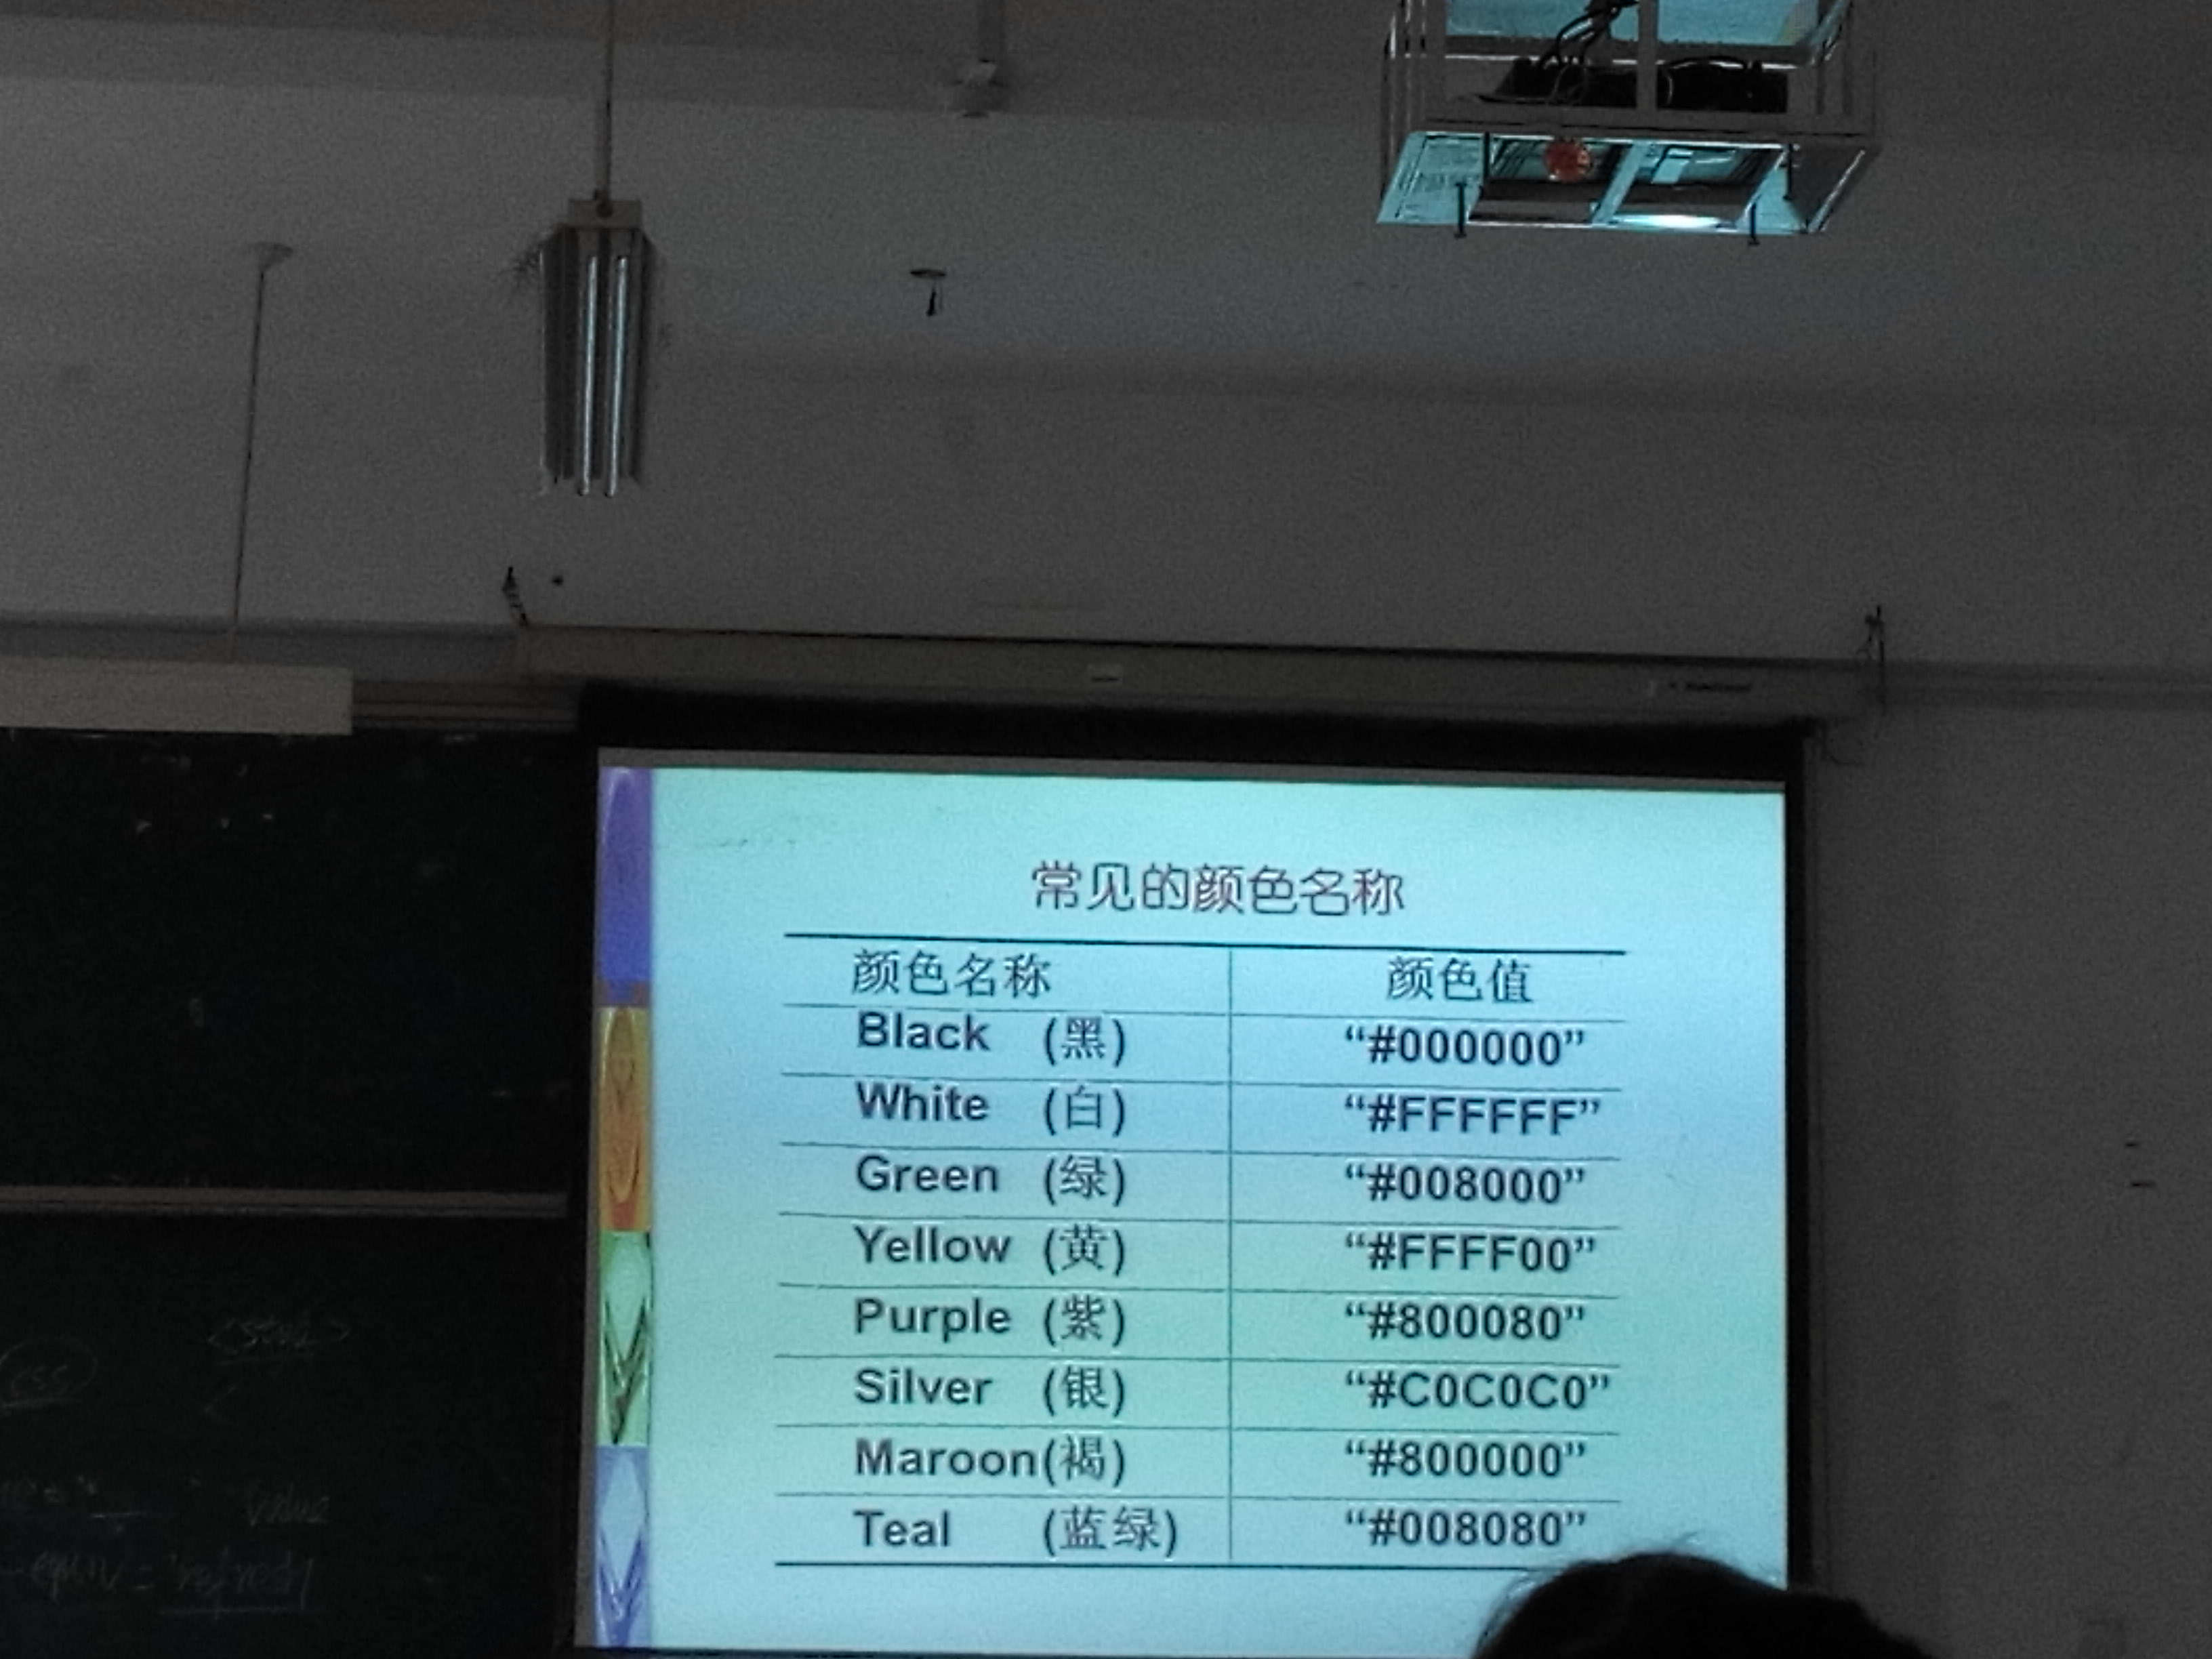 常见的颜色名称
颜色名称 颜色值
Black (黑) “#000000”
White (白) “#FFFFFF”
Green (绿) “#008000”
Yellow (黄) “#FFFF00”
Purple (紫) “#800080”
Silver (银) “#C0C0C0”
Maroon(褐) “#800000”
Teal (蓝绿) “#008080”
css
value